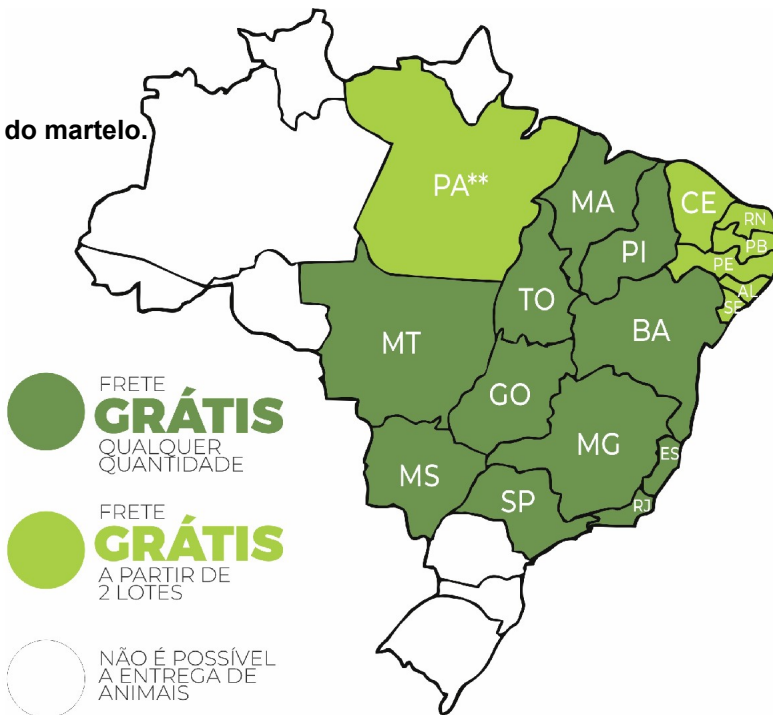 do martelo.
PA**
MA
CE
RN
PB
PE
AL
SE
PI
TO
BA
MT
GO
MG
ES
MS
SP
RJ
FRETE
GRÁTIS
QUALQUER
QUANTIDADE
FRETE
GRÁTIS
A PARTIR DE
2 LOTES
NÃO É POSSÍVEL
A ENTREGA DE
ANIMAIS